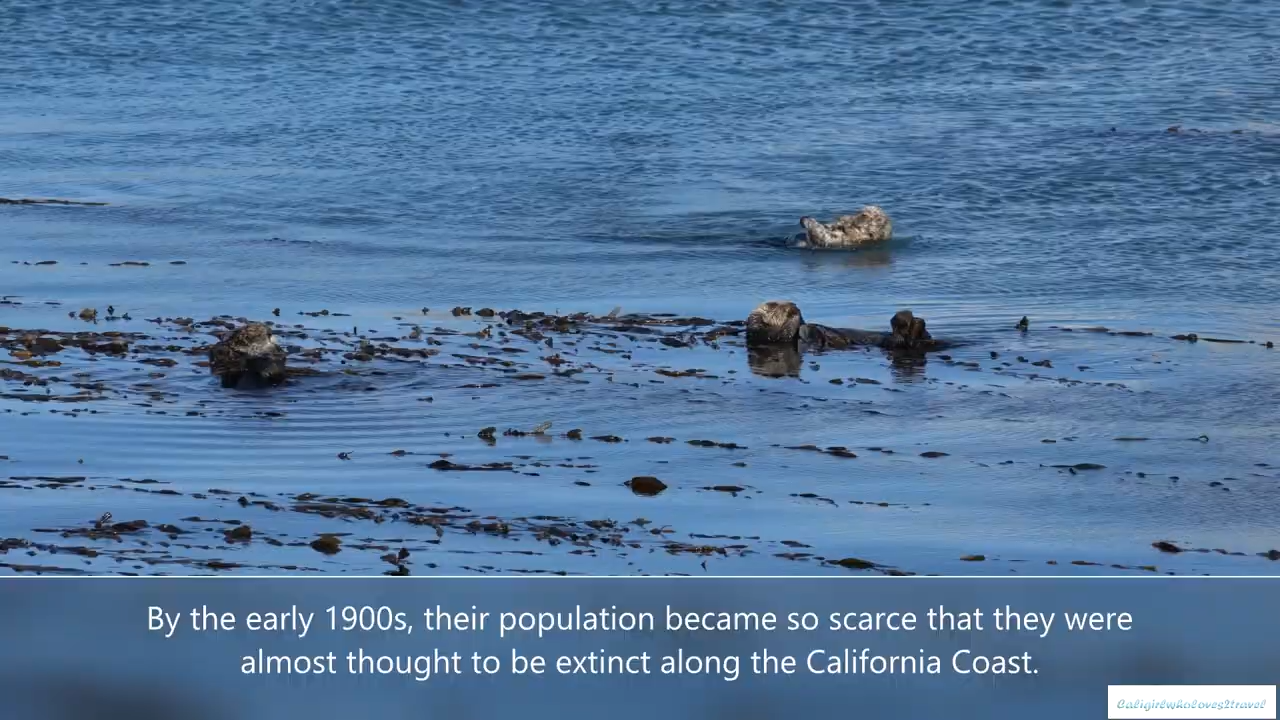 By the early 1900s, their population became so scarce that they were
almost thought to be extinct along the California Coast.
Caligirlwholoves2travel